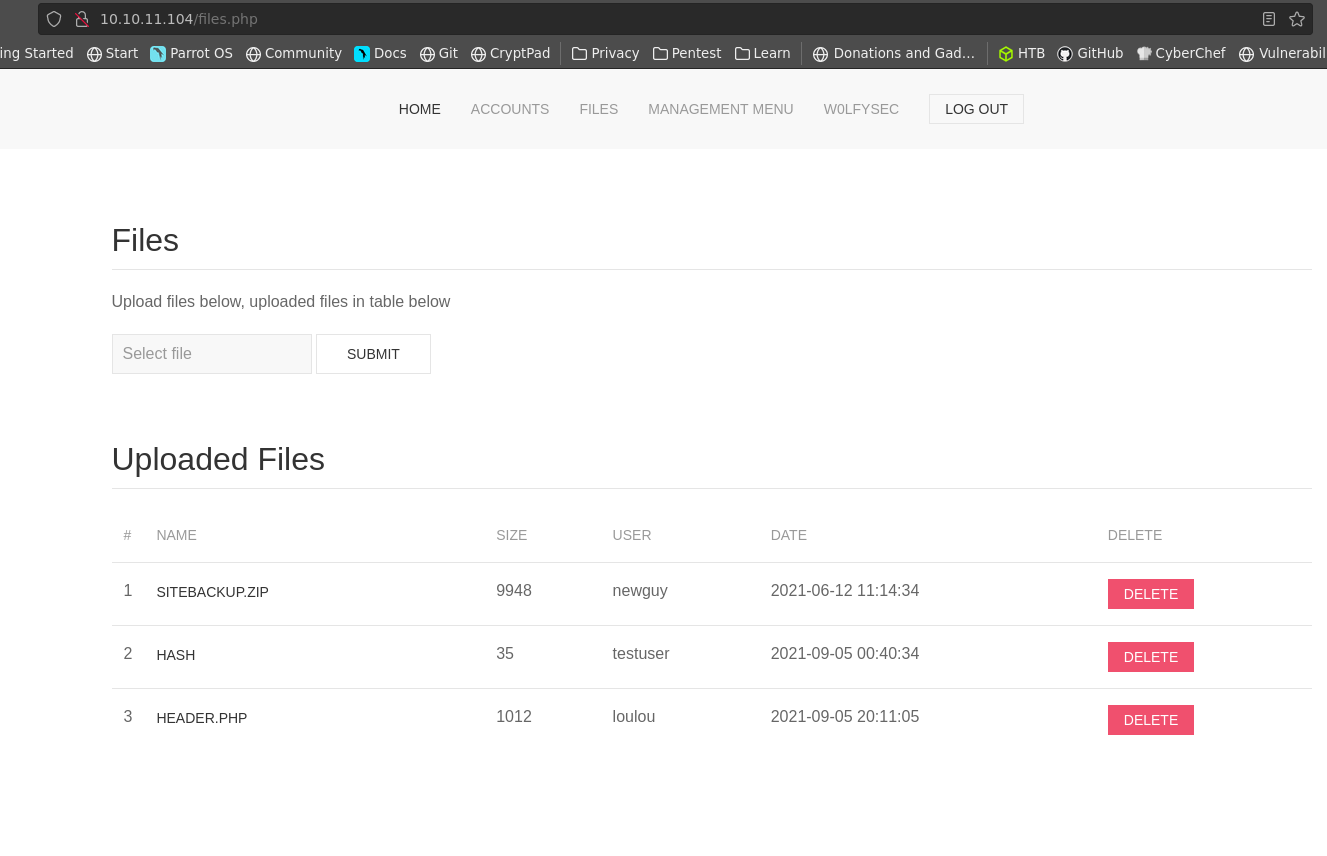 10.10.11.104/files.php
ing Started Start Parrot OS Community Docs Git CryptPad Privacy Pentest Learn Donations and Gad... HTB GitHub CyberChef Vulnerabil
HOME ACCOUNTS FILES MANAGEMENT MENU W0LFYSEC LOG OUT
Files
Upload files below, uploaded files in table below
Select file SUBMIT
Uploaded Files
# NAME SIZE USER DATE DELETE
1 SITEBACKUP.ZIP 9948 newguy 2021-06-12 11:14:34 DELETE
2 HASH 35 testuser 2021-09-05 00:40:34 DELETE
3 HEADER.PHP 1012 loulou 2021-09-05 20:11:05 DELETE